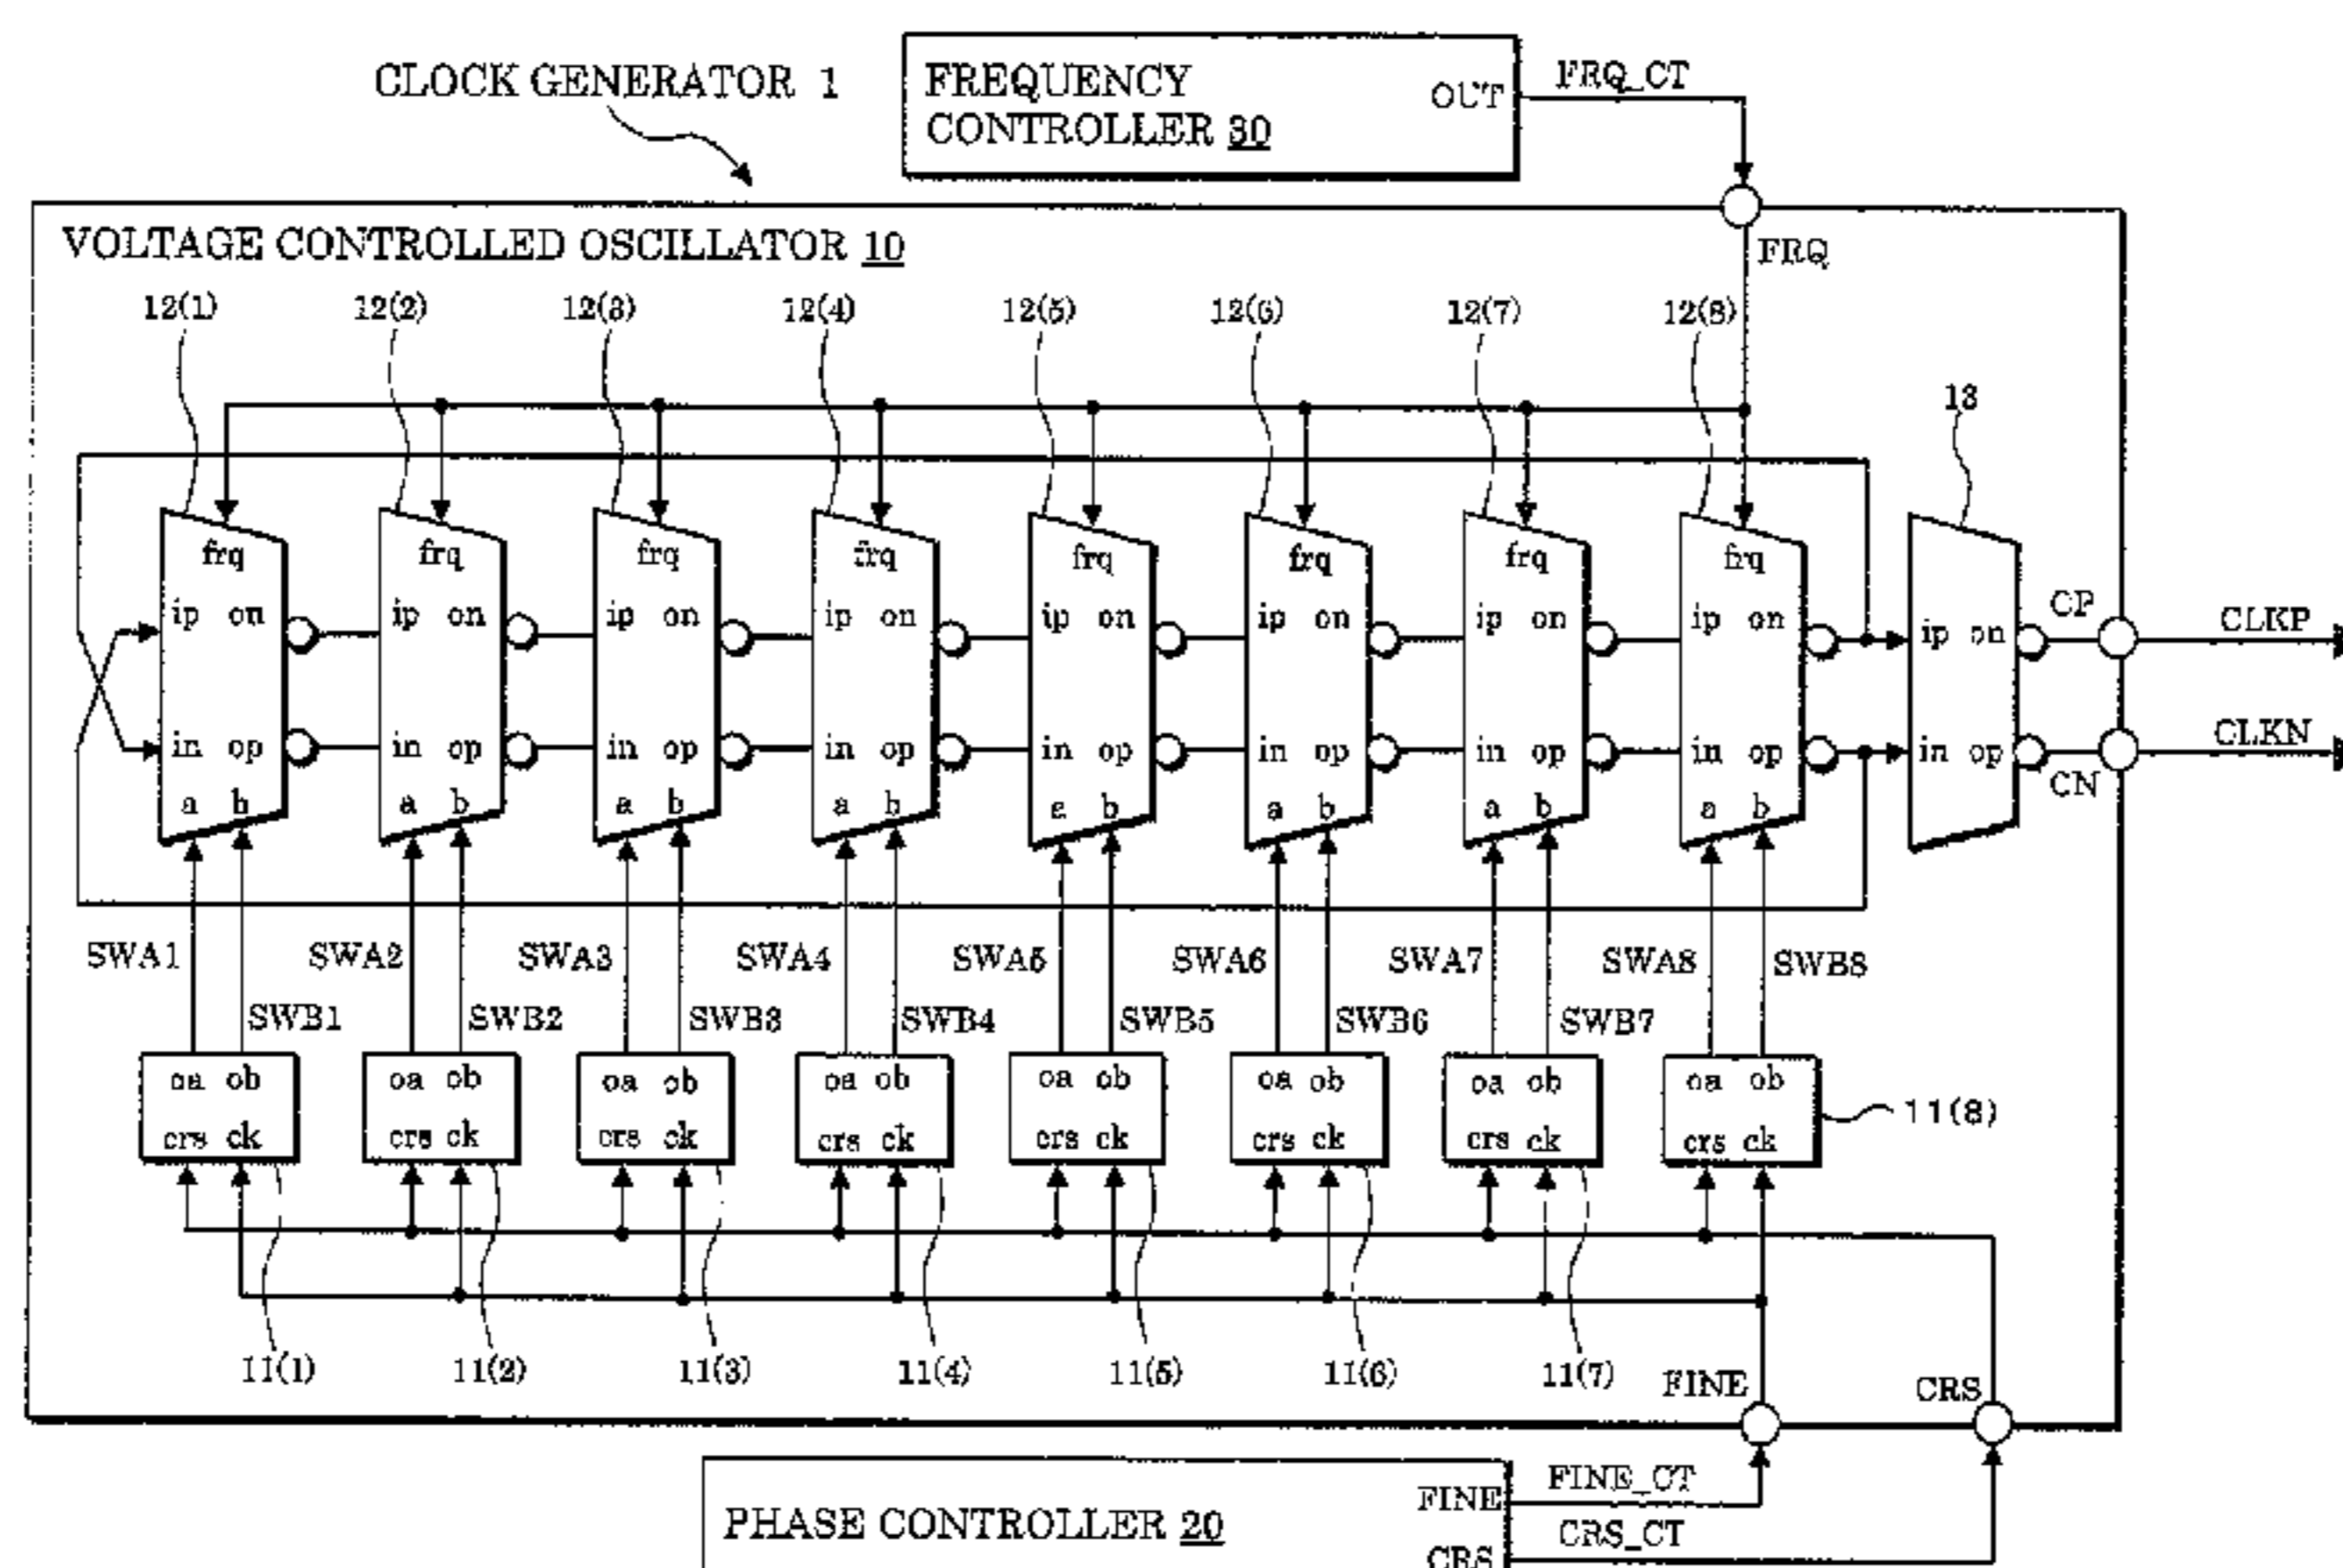 CLOCK GENERATOR 1
FREQUENCY
CONTROLLER 30
OUT
FRQ_CT
VOLTAGE CONTROLLED OSCILLATOR 10
FRQ
12(1) 12(2) 12(3) 12(4) 12(5) 12(6) 12(7) 12(8)
13
frq frq frq frq frq frq frq frq
ip on ip on ip on ip on ip on ip on ip on ip on ip on
CP
CLKP
in op in op in op in op in op in op in op in op in op
CLKN
CN
a b a b a b a b a b a b a b a b
SWA1 SWA2 SWA3 SWA4 SWA5 SWA6 SWA7 SWA8 SWB8
SWB1 SWB2 SWB3 SWB4 SWB5 SWB6 SWB7
oa ob oa ob oa ob oa ob oa ob oa ob oa ob oa ob
crs ck crs ck crs ck crs ck crs ck crs ck crs ck crs ck
11(8)
11(1) 11(2) 11(3) 11(4) 11(5) 11(6) 11(7)
FINE
CRS
PHASE CONTROLLER 20
FINE
FINE_CT
CRS
CRS_CT